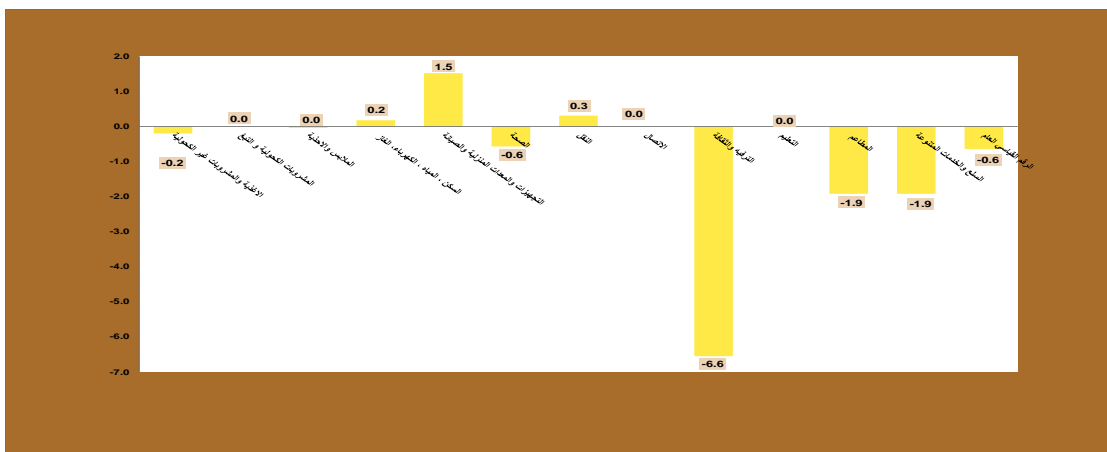 2.0
1.0
0.0
-1.0
-2.0
-3.0
-4.0
-5.0
-6.0
-7.0
-0.2
0.0
0.0
0.2
1.5
-0.6
0.3
0.0
-6.6
0.0
-1.9
-1.9
-0.6
الاغذية والمشروبات غير الكحولية
المشروبات الكحولية و التبغ
الملابس والاحذية
السكن ، المياه ، الكهرباء، الغاز
التجهيزات والمعدات المنزلية والصيانة
الصحة
النقل
الاتصال
الترفيه والثقافة
التعليم
المطاعم
السلع والخدمات المتنوعة
الرقم القياسي العام